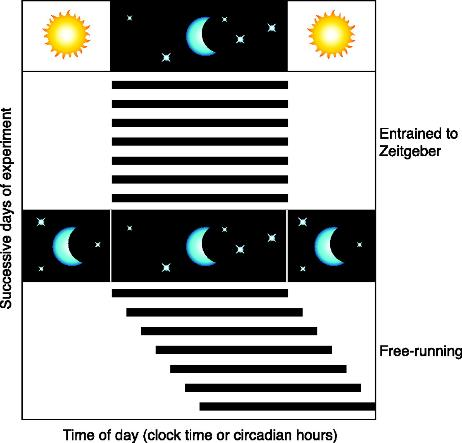 Successive days of experiment
Entrained to
Zeitgeber
Free-running
Time of day (clock time or circadian hours)